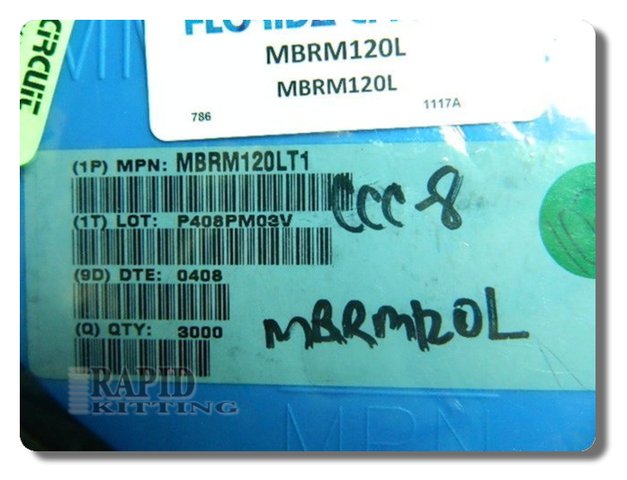 CiRCUiT
MBRM120L
MBRM120L
786
1117A
(1P) MPN: MBRM120LT1
CCC-8
(1T) LOT: P408PM03V
(9D) DTE: 0408
(Q) QTY: 3000
MBRM120L
RAPID
KITTING
MPN